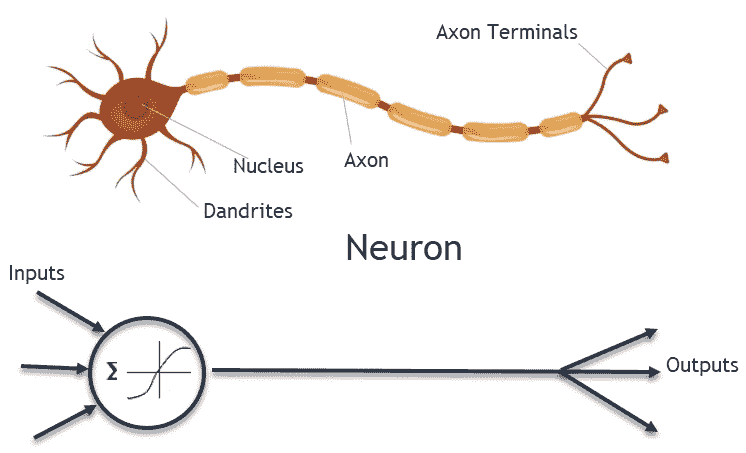 Axon Terminals
Nucleus
Axon
Dandrites
Neuron
Inputs
Σ
Outputs